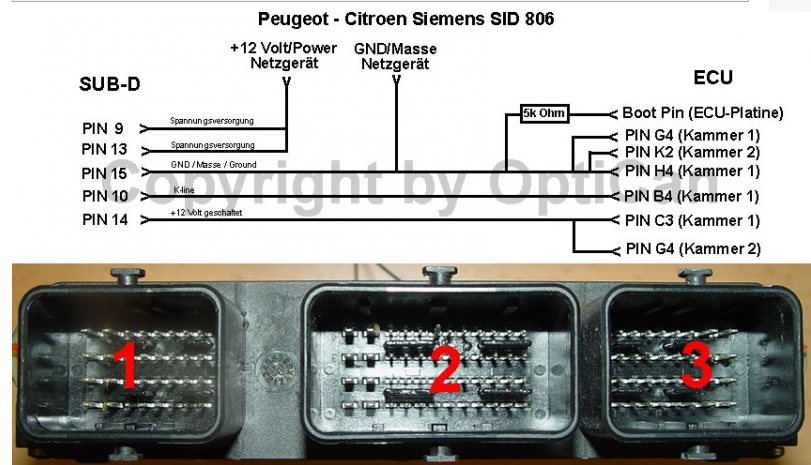 Peugeot - Citroen Siemens SID 806
+12 Volt/Power
Netzgerät
GND/Masse
Netzgerät
SUB-D
ECU
5k Ohm
Boot Pin (ECU-Platine)
PIN 9
Spannungsversorgung
PIN G4 (Kammer 1)
PIN 13
Spannungsversorgung
PIN K2 (Kammer 2)
PIN 15
GND / Masse / Ground
PIN H4 (Kammer 1)
Copyright by OptiCan
PIN 10
K-line
PIN B4 (Kammer 1)
PIN 14
+12 Volt geschaltet
PIN C3 (Kammer 1)
PIN G4 (Kammer 2)
1
2
3